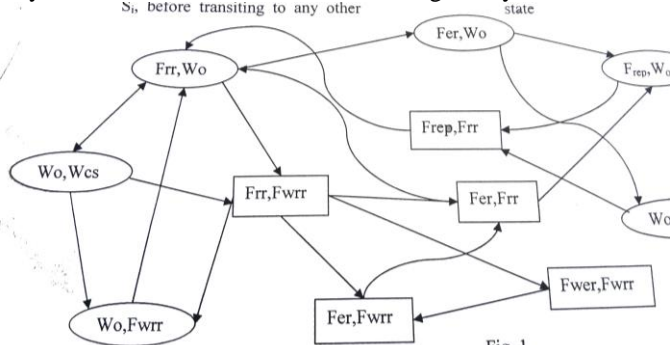 Sᵢ, before transiting to any other state
Fer,Wo
Frr,Wo
Frep,Wo
Frep,Frr
Wo,Wcs
Frr,Fwrr
Fer,Frr
Wo
Fwer,Fwrr
Wo,Fwrr
Fer,Fwrr